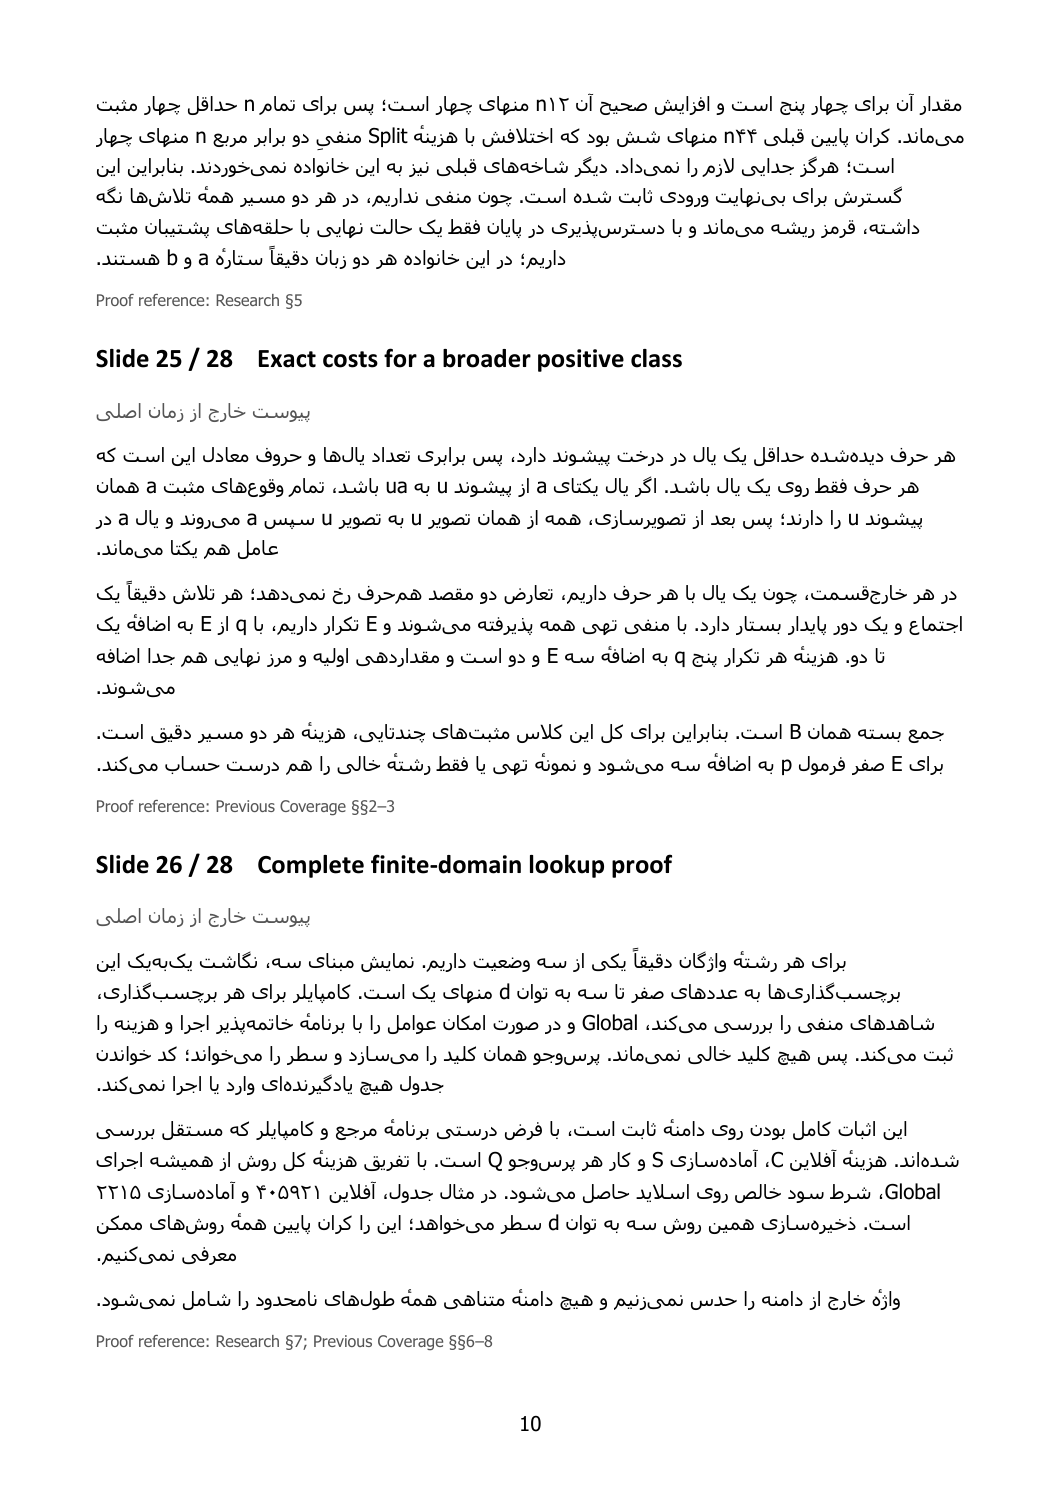 مقدار آن برای چهار پنج است و افزایش صحیح آن n۱۲ منهای چهار است؛ پس برای تمام n حداقل چهار مثبت
می‌ماند. کران پایین قبلی n۴۴ منهای شش بود که اختلافش با هزینهٔ Split منفیِ دو برابر مربع n منهای چهار
است؛ هرگز جدایی لازم را نمی‌داد. دیگر شاخه‌های قبلی نیز به این خانواده نمی‌خوردند. بنابراین این
گسترش برای بی‌نهایت ورودی ثابت شده است. چون منفی نداریم، در هر دو مسیر همهٔ تلاش‌ها نگه
داشته، قرمز ریشه می‌ماند و با دسترس‌پذیری در پایان فقط یک حالت نهایی با حلقه‌های پشتیبان مثبت
داریم؛ در این خانواده هر دو زبان دقیقاً ستارهٔ a و b هستند.
Proof reference: Research §5
Slide 25 / 28 Exact costs for a broader positive class
پیوست خارج از زمان اصلی
هر حرف دیده‌شده حداقل یک یال در درخت پیشوند دارد، پس برابری تعداد یال‌ها و حروف معادل این است که
هر حرف فقط روی یک یال باشد. اگر یال یکتای a از پیشوند u به ua باشد، تمام وقوع‌های مثبت a همان
پیشوند u را دارند؛ پس بعد از تصویرسازی، همه از همان تصویر u به تصویر u سپس a می‌روند و یال a در
عامل هم یکتا می‌ماند.
در هر خارج‌قسمت، چون یک یال با هر حرف داریم، تعارض دو مقصد هم‌حرف رخ نمی‌دهد؛ هر تلاش دقیقاً یک
اجتماع و یک دور پایدار بستار دارد. با منفی تهی همه پذیرفته می‌شوند و E تکرار داریم، با q از E به اضافهٔ یک
تا دو. هزینهٔ هر تکرار پنج q به اضافهٔ سه E و دو است و مقداردهی اولیه و مرز نهایی هم جدا اضافه
می‌شوند.
جمع بسته همان B است. بنابراین برای کل این کلاس مثبت‌های چندتایی، هزینهٔ هر دو مسیر دقیق است.
برای E صفر فرمول p به اضافهٔ سه می‌شود و نمونهٔ تهی یا فقط رشتهٔ خالی را هم درست حساب می‌کند.
Proof reference: Previous Coverage §§2–3
Slide 26 / 28 Complete finite-domain lookup proof
پیوست خارج از زمان اصلی
برای هر رشتهٔ واژگان دقیقاً یکی از سه وضعیت داریم. نمایش مبنای سه، نگاشت یک‌به‌یک این
برچسب‌گذاری‌ها به عددهای صفر تا سه به توان d منهای یک است. کامپایلر برای هر برچسب‌گذاری،
شاهدهای منفی را بررسی می‌کند، Global و در صورت امکان عوامل را با برنامهٔ خاتمه‌پذیر اجرا و هزینه را
ثبت می‌کند. پس هیچ کلید خالی نمی‌ماند. پرس‌وجو همان کلید را می‌سازد و سطر را می‌خواند؛ کد خواندن
جدول هیچ یادگیرنده‌ای وارد یا اجرا نمی‌کند.
این اثبات کامل بودن روی دامنهٔ ثابت است، با فرض درستی برنامهٔ مرجع و کامپایلر که مستقل بررسی
شده‌اند. هزینهٔ آفلاین C، آماده‌سازی S و کار هر پرس‌وجو Q است. با تفریق هزینهٔ کل روش از همیشه اجرای
Global، شرط سود خالص روی اسلاید حاصل می‌شود. در مثال جدول، آفلاین ۴۰۵۹۲۱ و آماده‌سازی ۲۲۱۵
است. ذخیره‌سازی همین روش سه به توان d سطر می‌خواهد؛ این را کران پایین همهٔ روش‌های ممکن
معرفی نمی‌کنیم.
واژهٔ خارج از دامنه را حدس نمی‌زنیم و هیچ دامنهٔ متناهی همهٔ طول‌های نامحدود را شامل نمی‌شود.
Proof reference: Research §7; Previous Coverage §§6–8
10